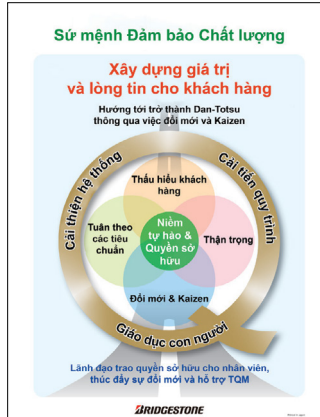 Sứ mệnh Đảm bảo Chất lượng
Xây dựng giá trị
và lòng tin cho khách hàng
Hướng tới trở thành Dan-Totsu
thông qua việc đổi mới và Kaizen
Cải thiện hệ thống
Cải tiến quy trình
Thấu hiểu khách
hàng
Tuân theo
các tiêu
chuẩn
Niềm
tự hào &
Quyền sở
hữu
Thận trọng
Đổi mới & Kaizen
Giáo dục con người
Lãnh đạo trao quyền sở hữu cho nhân viên,
thúc đẩy sự đổi mới và hỗ trợ TQM
BRIDGESTONE